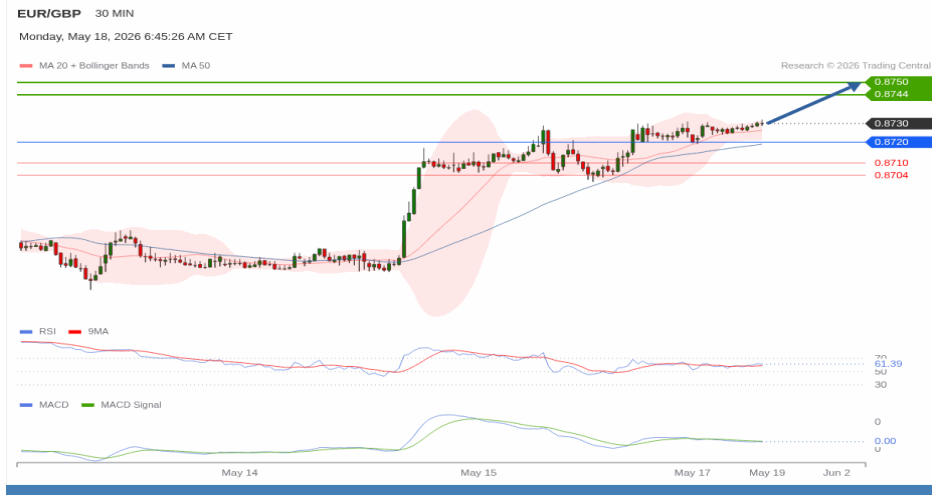 EUR/GBP 30 MIN
Monday, May 18, 2026 6:45:26 AM CET
MA 20 + Bollinger Bands MA 50
Research © 2026 Trading Central
0.8750
0.8744
0.8730
0.8720
0.8710
0.8704
RSI 9MA
70
61.39
50
30
MACD MACD Signal
0
0.00
0
May 14 May 15 May 17 May 19 Jun 2